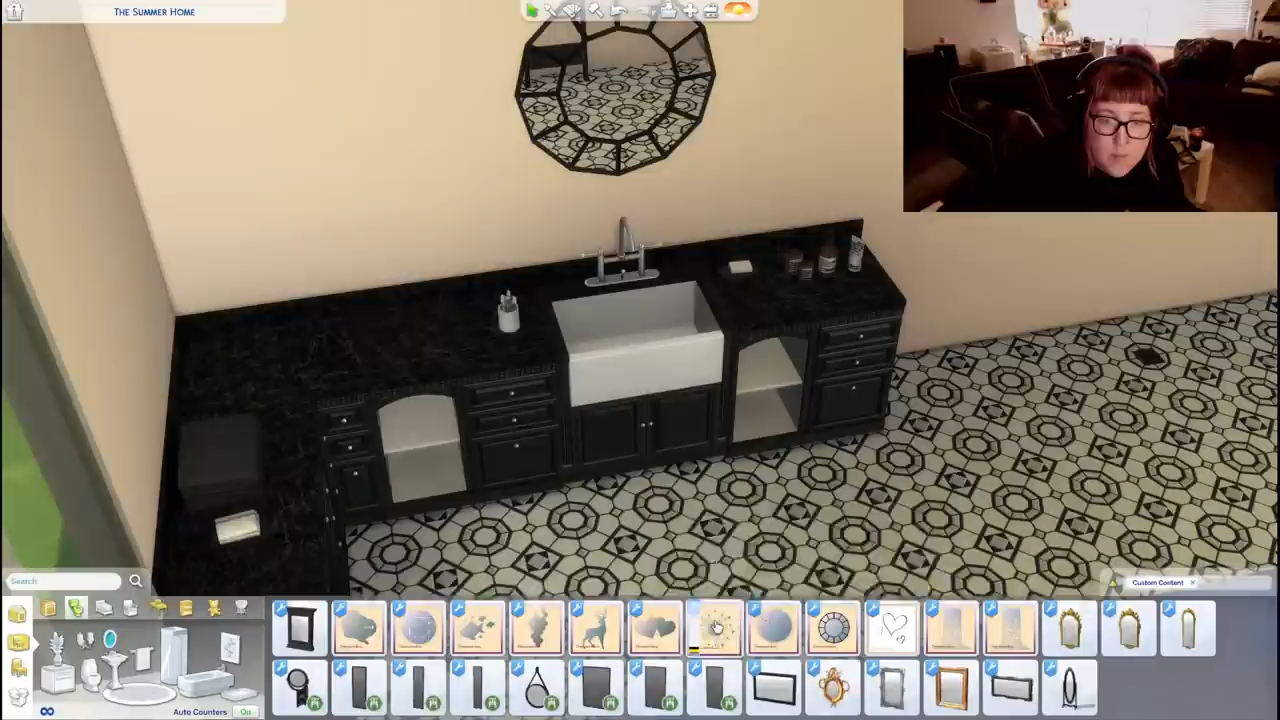 THE SUMMER HOME
Search
Custom Content
Auto Counters
On